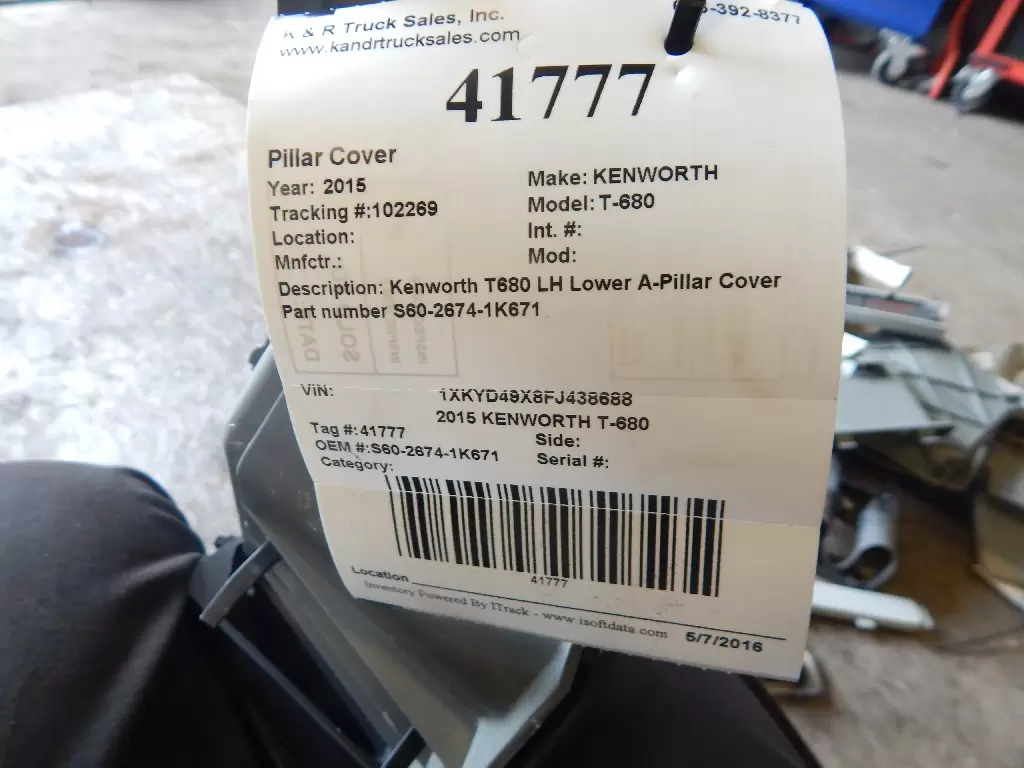 K & R Truck Sales, Inc.
-392-8377
www.kandrtrucksales.com
41777
Pillar Cover
Year: 2015
Make: KENWORTH
Tracking #:102269
Model: T-680
Location:
Int. #:
Mnfctr.:
Mod:
Description: Kenworth T680 LH Lower A-Pillar Cover
Part number S60-2674-1K671
VIN: 1XKYD49X8FJ438688
2015 KENWORTH T-680
Tag #:41777
Side:
OEM #:S60-2674-1K671
Serial #:
Category:
41777
Location
Inventory Powered By ITrack - www.isoftdata.com 5/7/2016